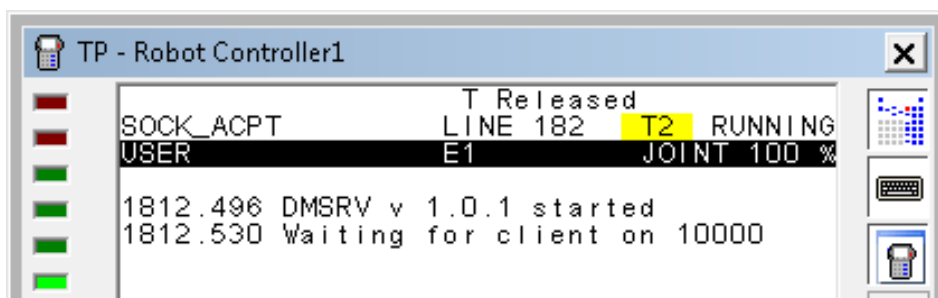 TP - Robot Controller1
T Released
SOCK_ACPT LINE 182 T2 RUNNING
USER E1 JOINT 100 %
1812.496 DMSRV v 1.0.1 started
1812.530 Waiting for client on 10000